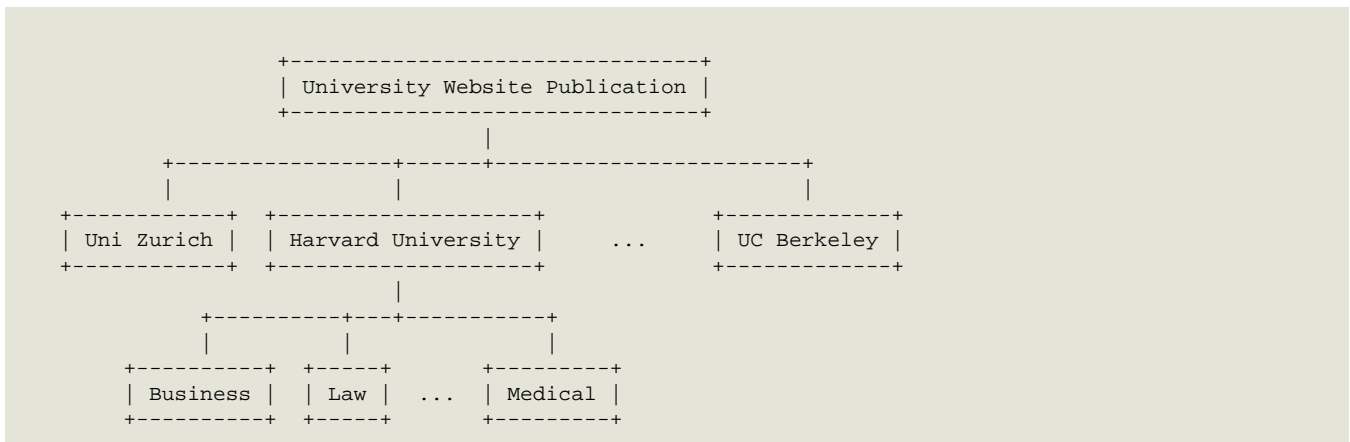 University Website Publication
Uni Zurich Harvard University ... UC Berkeley
Business Law ... Medical